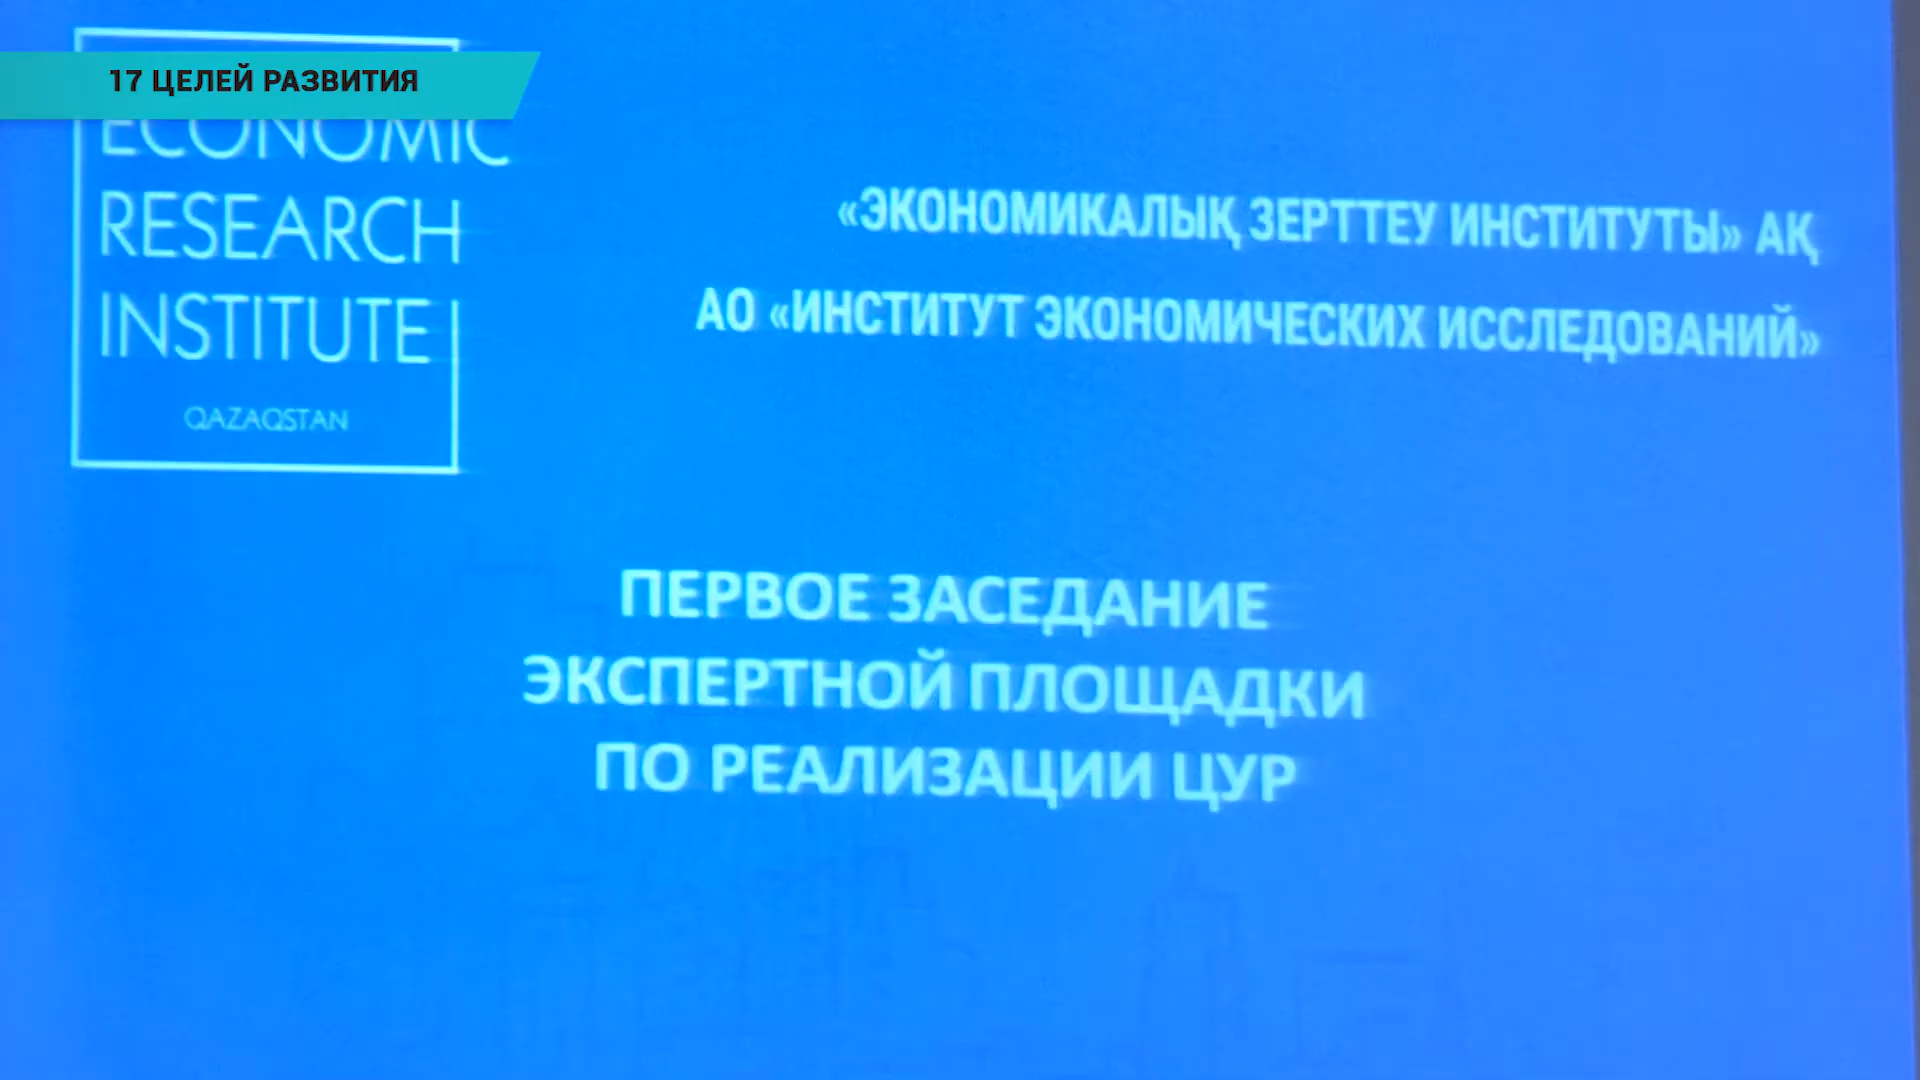 17 ЦЕЛЕЙ РАЗВИТИЯ
ECONOMIC
RESEARCH
INSTITUTE
QAZAQSTAN
«ЭКОНОМИКАЛЫҚ ЗЕРТТЕУ ИНСТИТУТЫ» АҚ
АО «ИНСТИТУТ ЭКОНОМИЧЕСКИХ ИССЛЕДОВАНИЙ»
ПЕРВОЕ ЗАСЕДАНИЕ
ЭКСПЕРТНОЙ ПЛОЩАДКИ
ПО РЕАЛИЗАЦИИ ЦУР